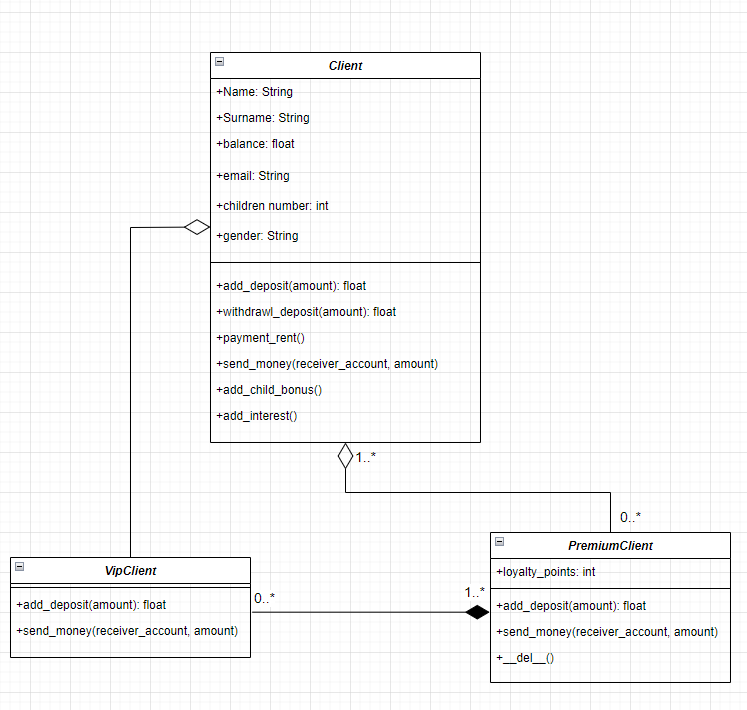 Client
+Name: String
+Surname: String
+balance: float
+email: String
+children number: int
+gender: String
+add_deposit(amount): float
+withdrawl_deposit(amount): float
+payment_rent()
+send_money(receiver_account, amount)
+add_child_bonus()
+add_interest()
1..*
0..*
VipClient
+add_deposit(amount): float
+send_money(receiver_account, amount)
0..*
1..*
PremiumClient
+loyalty_points: int
+add_deposit(amount): float
+send_money(receiver_account, amount)
+__del__()